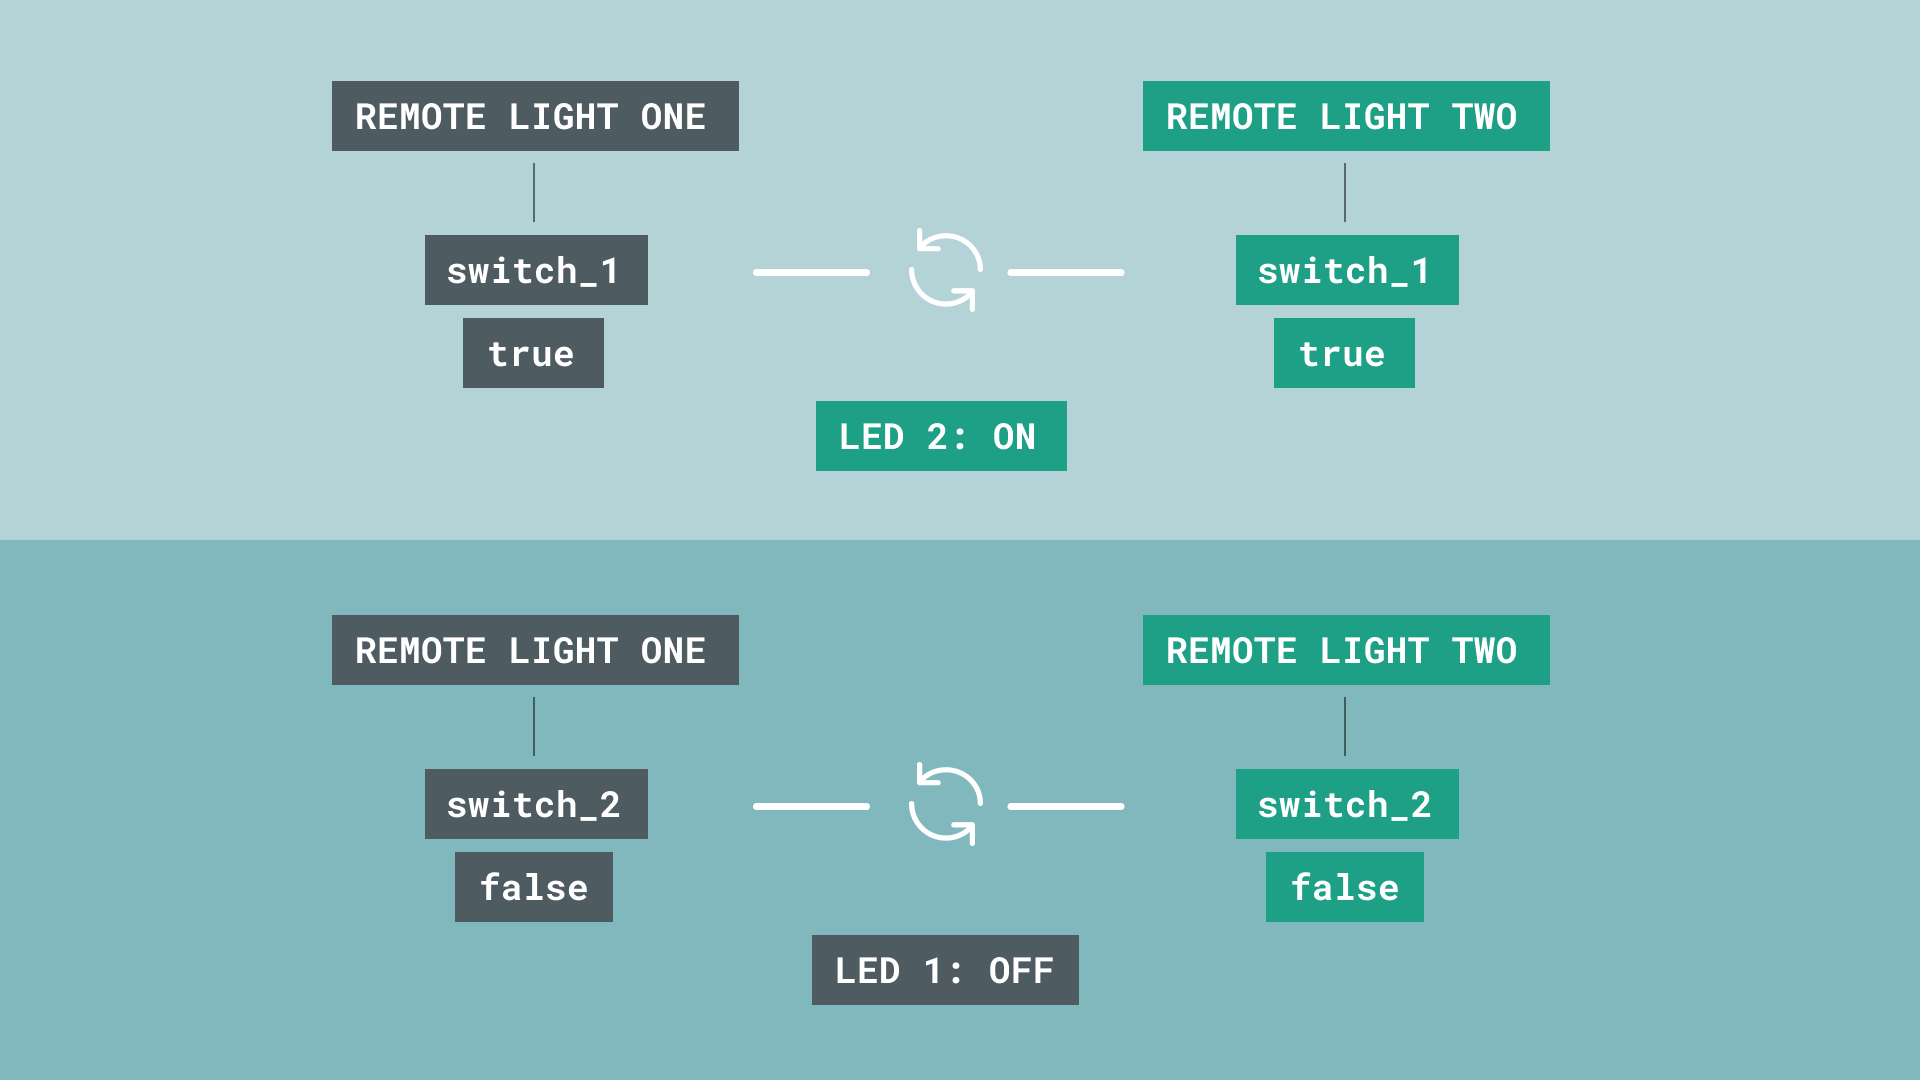 REMOTE LIGHT ONE
REMOTE LIGHT TWO
switch_1
switch_1
true
true
LED 2: ON
REMOTE LIGHT ONE
REMOTE LIGHT TWO
switch_2
switch_2
false
false
LED 1: OFF